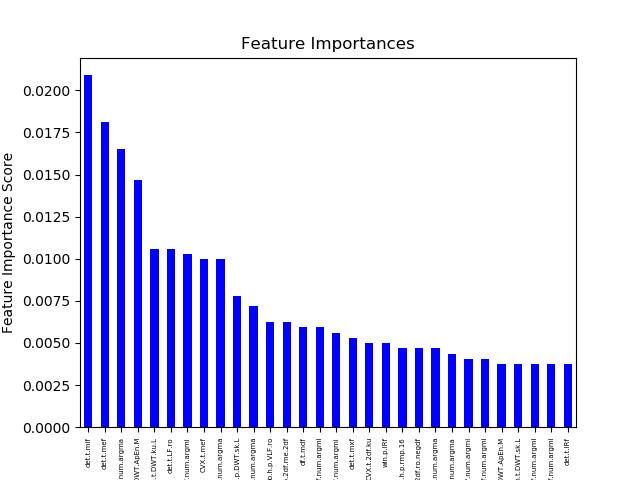 Feature Importances
Feature Importance Score
0.0200
0.0175
0.0150
0.0125
0.0100
0.0075
0.0050
0.0025
0.0000
det.t.mif
det.t.mef
.num.argma
DWT.ApEn.M
.t.DWT.ku.L
det.t.LF.ro
.num.argmi
CVX.t.mef
.num.argma
.p.DWT.sk.L
.num.argma
.h.p.VLF.ro
.2df.me.2df
df.t.mdf
.num.argmi
.num.argmi
det.t.mxf
CVX.t.2df.ku
win.p.IRf
.h.p.rmp.16
2df.ro.negdf
.num.argma
.num.argma
.num.argmi
.num.argmi
DWT.ApEn.M
.t.DWT.sk.L
.num.argmi
.num.argmi
det.t.IRf